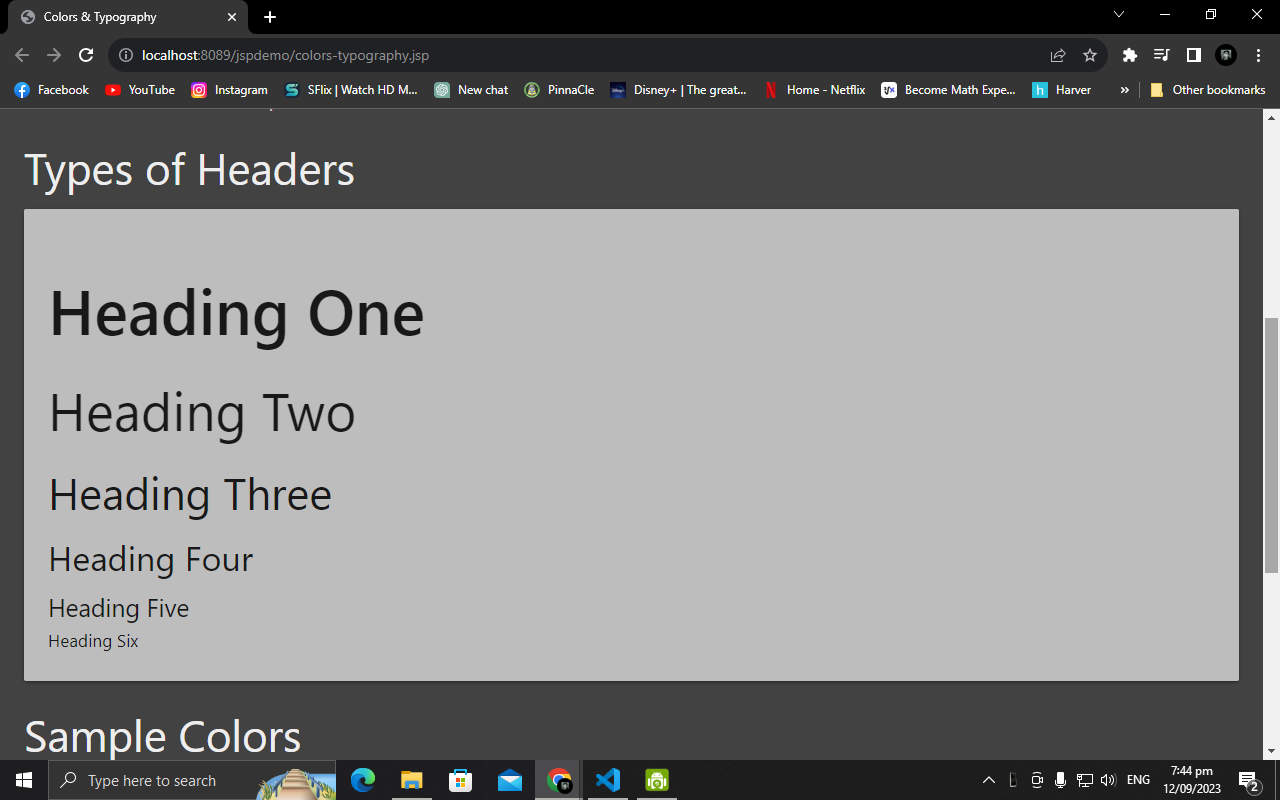 Colors & Typography
localhost:8089/jspdemo/colors-typography.jsp
Facebook YouTube Instagram SFlix | Watch HD M... New chat PinnaCle Disney+ | The great... Home - Netflix Become Math Expe... h Harver » Other bookmarks
Types of Headers
Heading One
Heading Two
Heading Three
Heading Four
Heading Five
Heading Six
Sample Colors
Type here to search
ENG
7:44 pm
12/09/2023
2